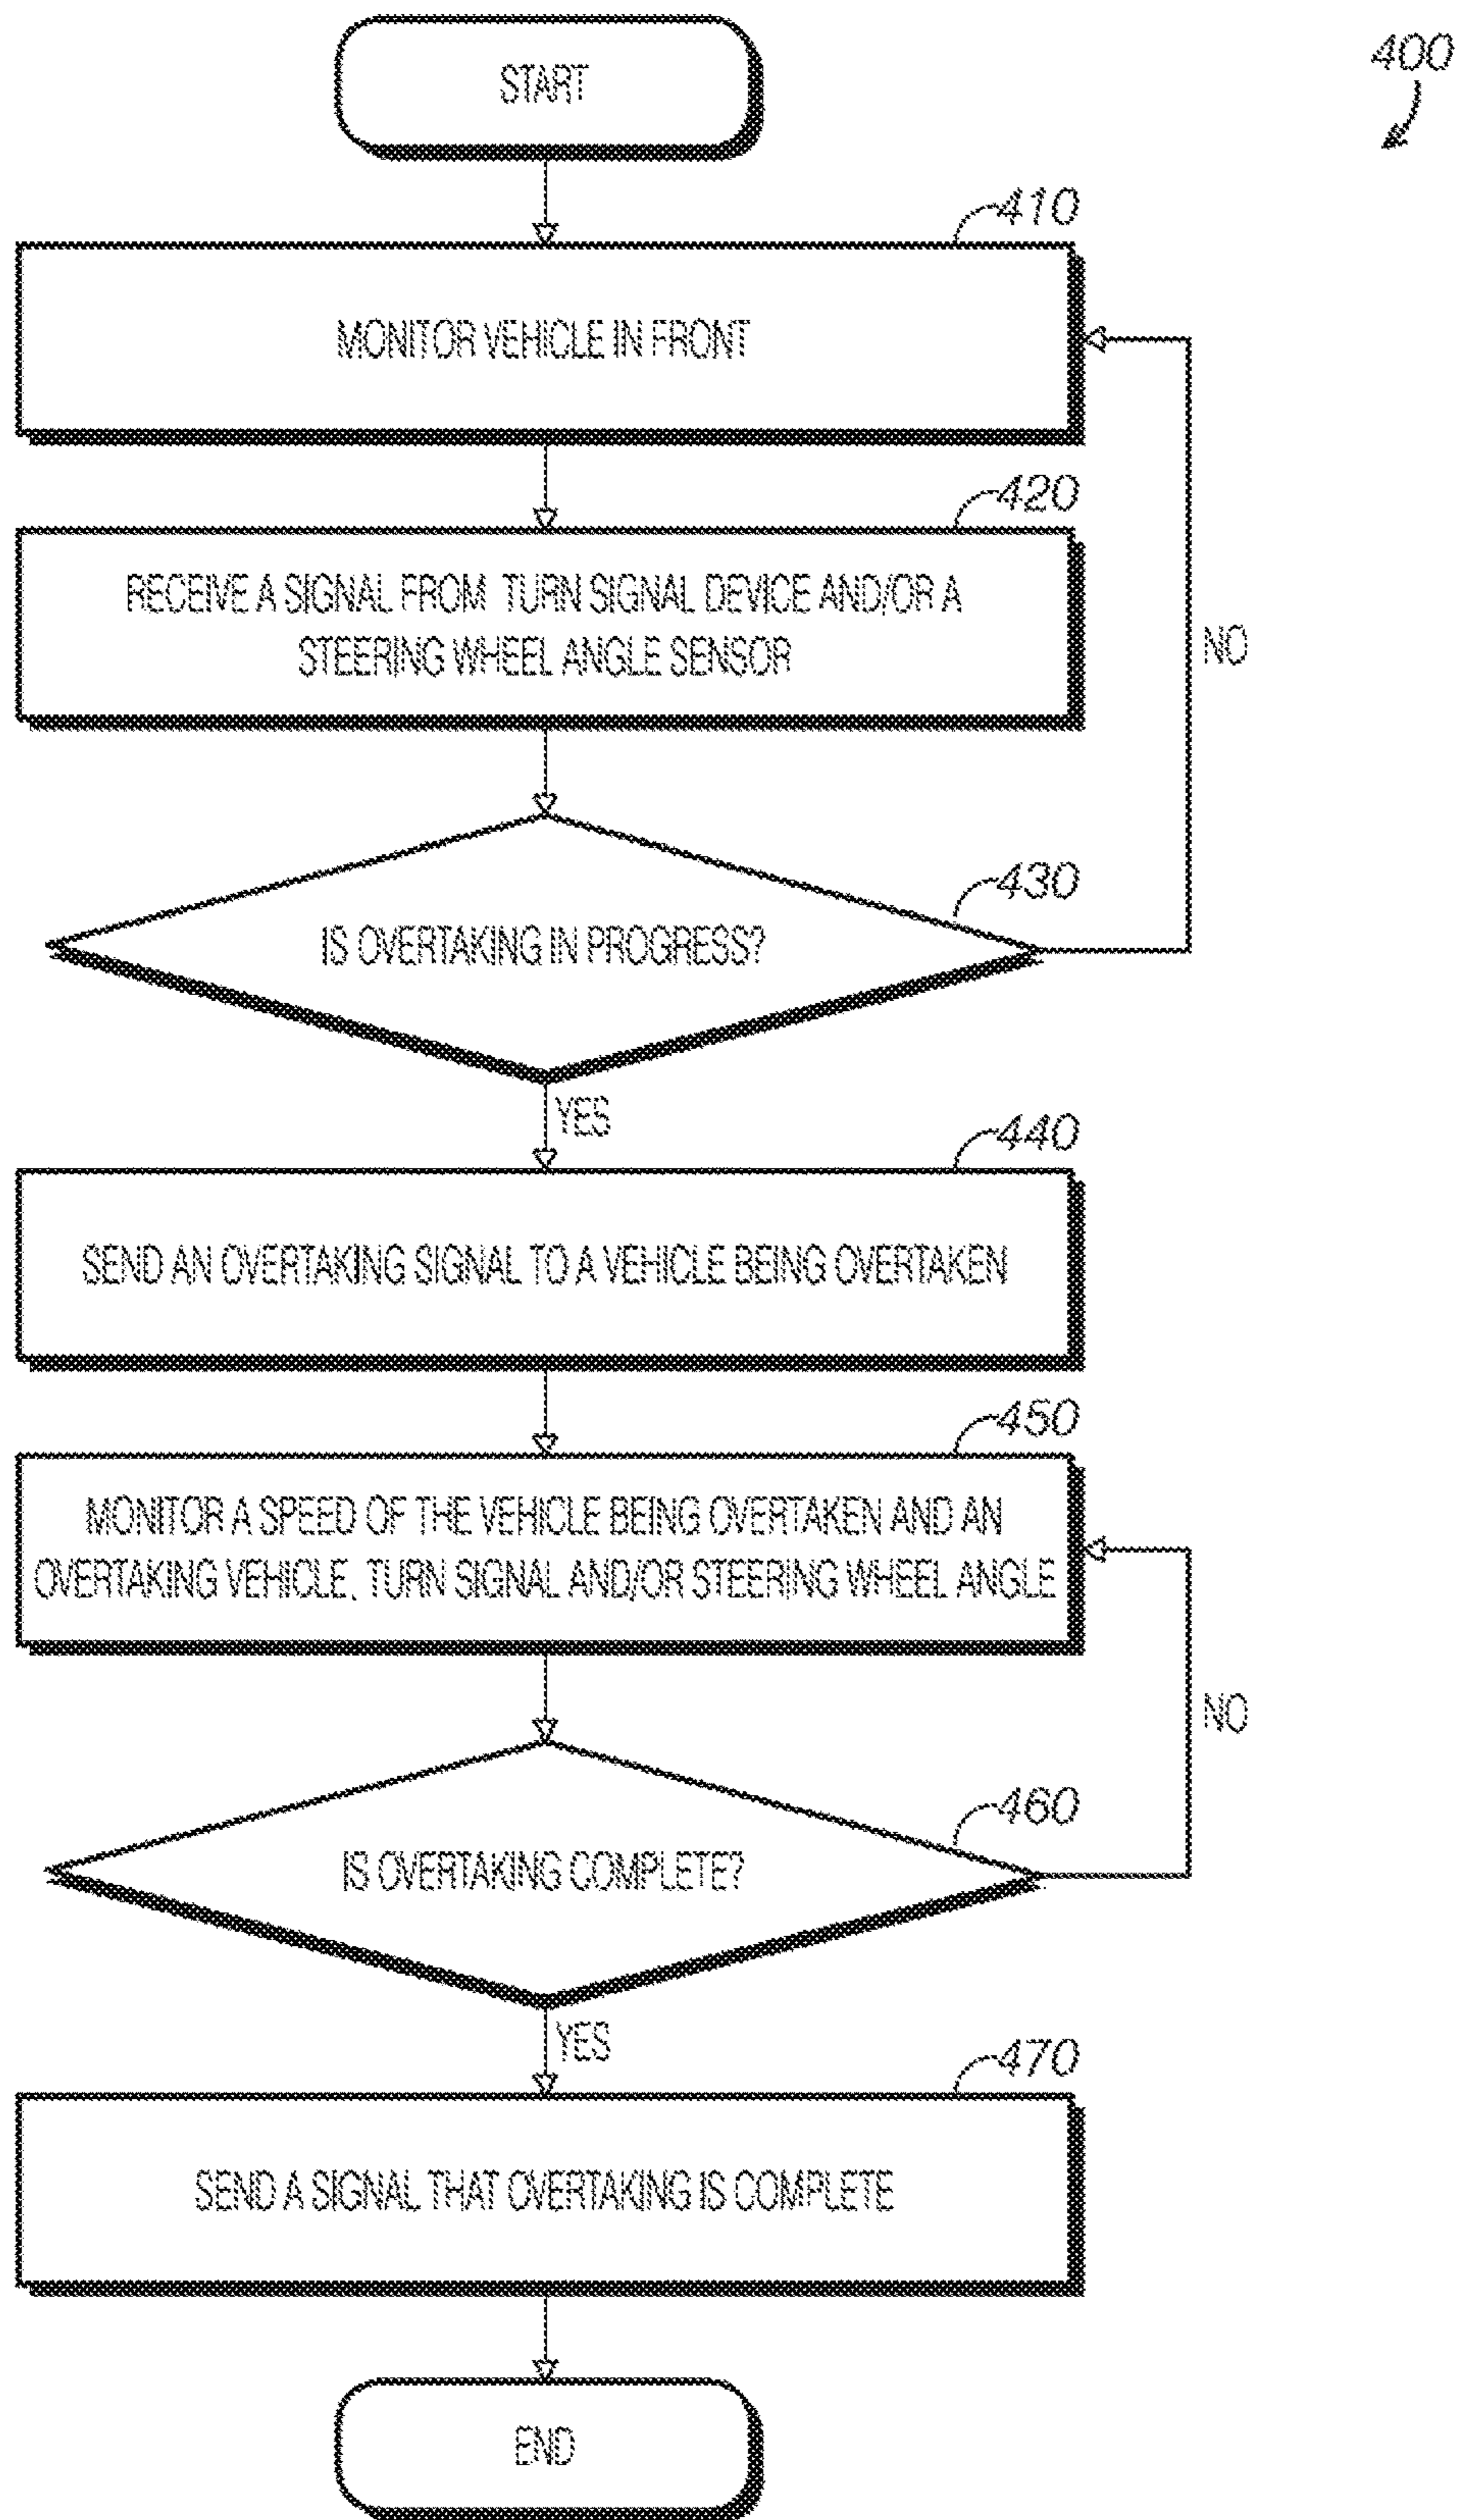 START
400
410
MONITOR VEHICLE IN FRONT
420
RECEIVE A SIGNAL FROM TURN SIGNAL DEVICE AND/OR A
STEERING WHEEL ANGLE SENSOR
NO
430
IS OVERTAKING IN PROGRESS?
YES
440
SEND AN OVERTAKING SIGNAL TO A VEHICLE BEING OVERTAKEN
450
MONITOR A SPEED OF THE VEHICLE BEING OVERTAKEN AND AN
OVERTAKING VEHICLE, TURN SIGNAL AND/OR STEERING WHEEL ANGLE
NO
460
IS OVERTAKING COMPLETE?
YES
470
SEND A SIGNAL THAT OVERTAKING IS COMPLETE
END